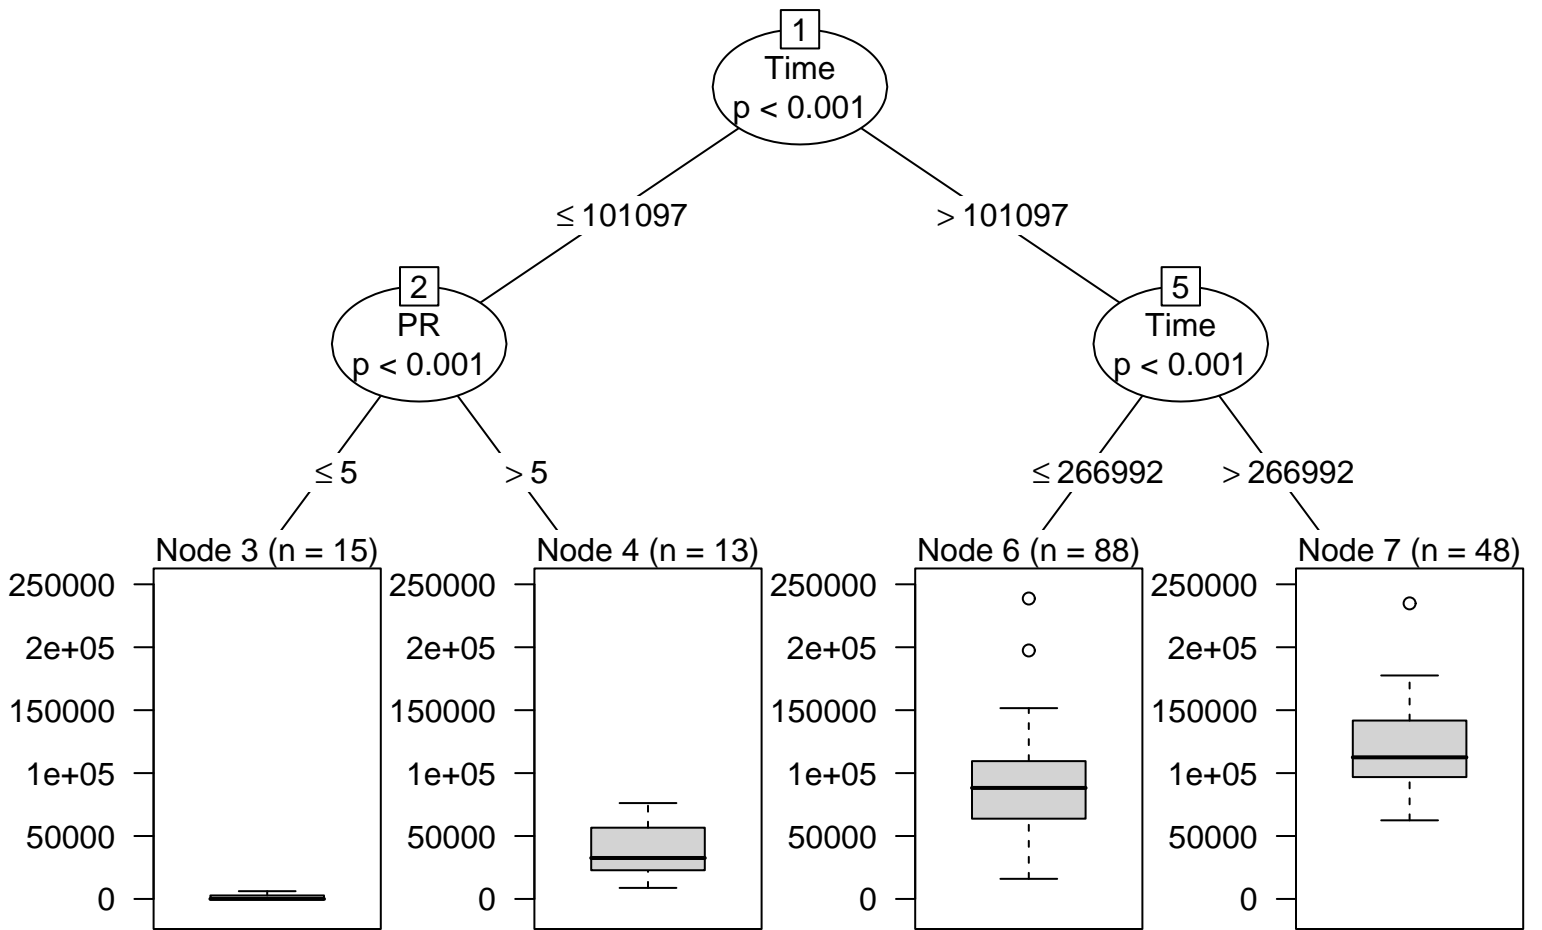 1
Time
p < 0.001
≤ 101097
> 101097
2
PR
p < 0.001
5
Time
p < 0.001
≤ 5
> 5
≤ 266992
> 266992
Node 3 (n = 15)
250000
2e+05
150000
1e+05
50000
0
Node 4 (n = 13)
250000
2e+05
150000
1e+05
50000
0
Node 6 (n = 88)
250000
2e+05
150000
1e+05
50000
0
Node 7 (n = 48)
250000
2e+05
150000
1e+05
50000
0